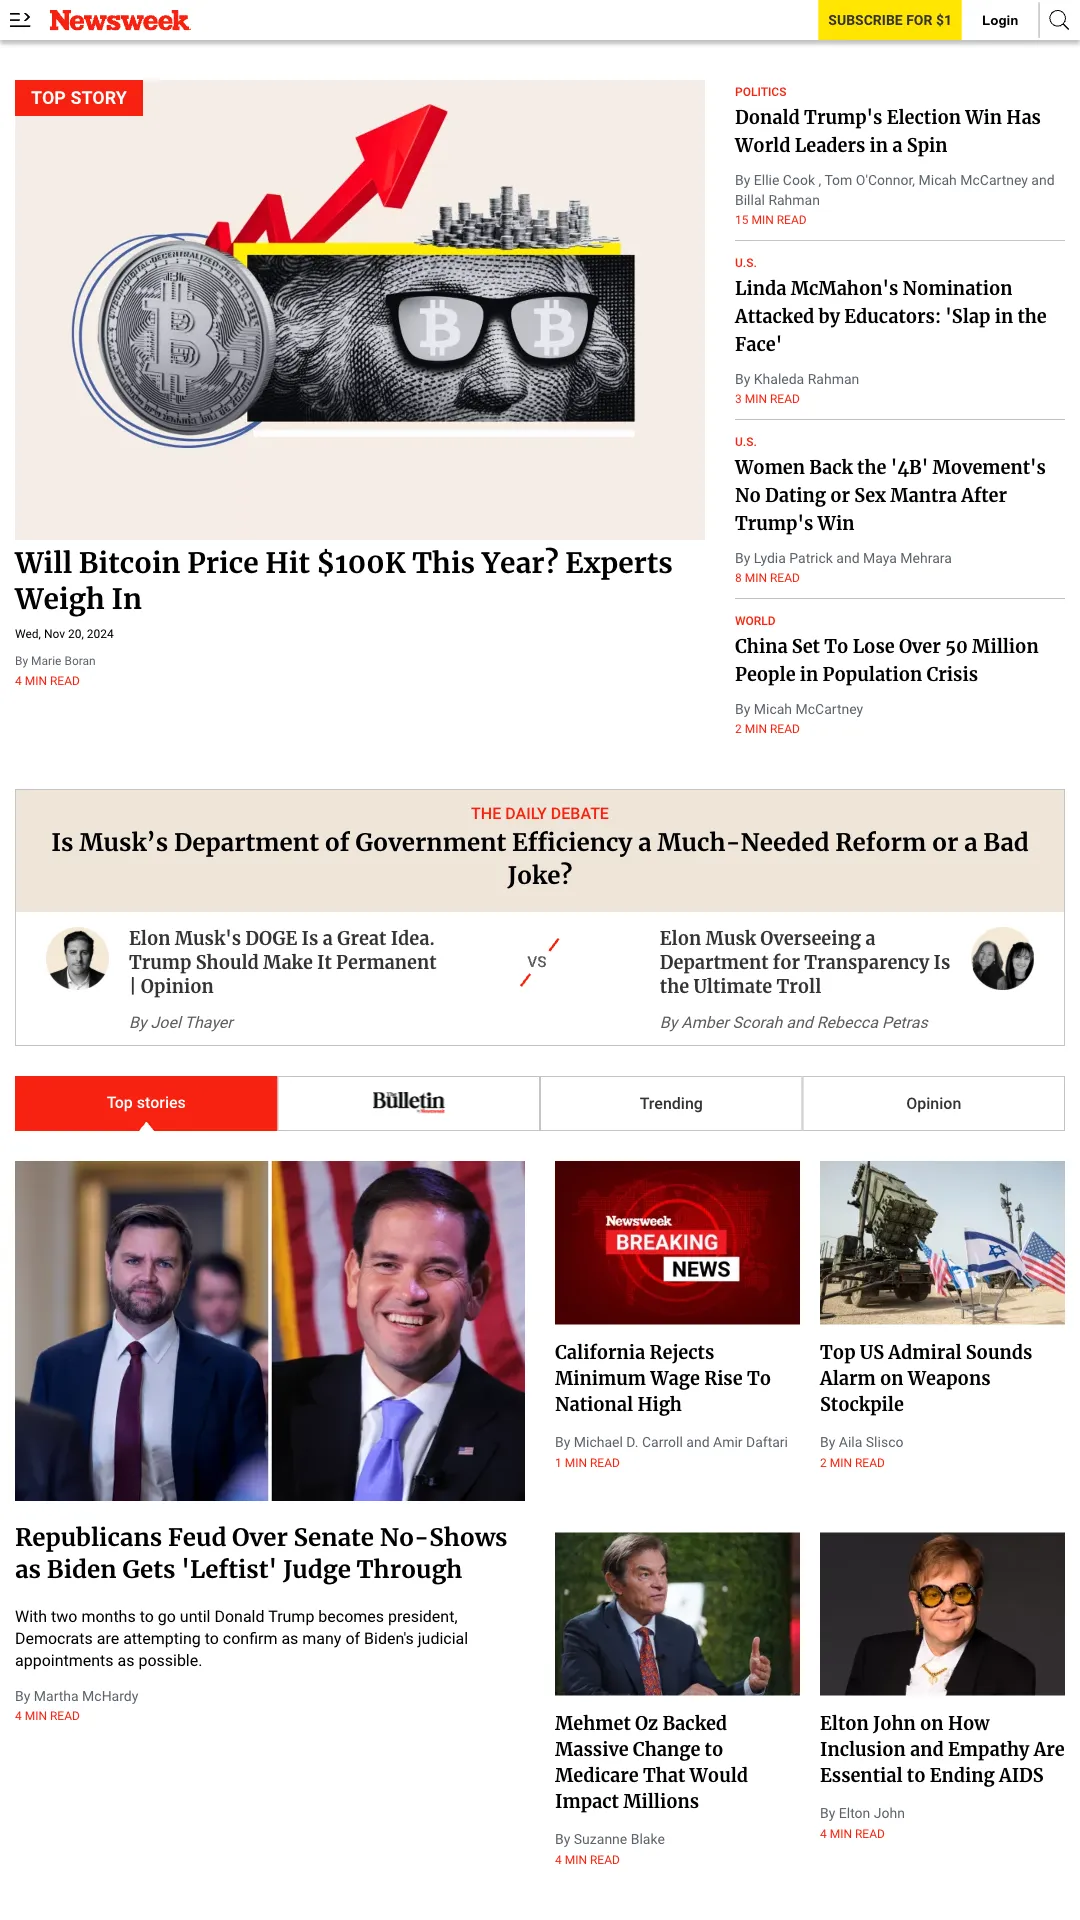 Newsweek
SUBSCRIBE FOR $1
Login
TOP STORY
Will Bitcoin Price Hit $100K This Year? Experts
Weigh In
Wed, Nov 20, 2024
By Marie Boran
4 MIN READ
POLITICS
Donald Trump's Election Win Has
World Leaders in a Spin
By Ellie Cook , Tom O'Connor, Micah McCartney and
Billal Rahman
15 MIN READ
U.S.
Linda McMahon's Nomination
Attacked by Educators: 'Slap in the
Face'
By Khaleda Rahman
3 MIN READ
U.S.
Women Back the '4B' Movement's
No Dating or Sex Mantra After
Trump's Win
By Lydia Patrick and Maya Mehrara
8 MIN READ
WORLD
China Set To Lose Over 50 Million
People in Population Crisis
By Micah McCartney
2 MIN READ
THE DAILY DEBATE
Is Musk’s Department of Government Efficiency a Much-Needed Reform or a Bad
Joke?
Elon Musk's DOGE Is a Great Idea.
Trump Should Make It Permanent
| Opinion
By Joel Thayer
VS
Elon Musk Overseeing a
Department for Transparency Is
the Ultimate Troll
By Amber Scorah and Rebecca Petras
Top stories
The Bulletin
Trending
Opinion
Republicans Feud Over Senate No-Shows
as Biden Gets 'Leftist' Judge Through
With two months to go until Donald Trump becomes president,
Democrats are attempting to confirm as many of Biden's judicial
appointments as possible.
By Martha McHardy
4 MIN READ
Newsweek
BREAKING
NEWS
California Rejects
Minimum Wage Rise To
National High
By Michael D. Carroll and Amir Daftari
1 MIN READ
Top US Admiral Sounds
Alarm on Weapons
Stockpile
By Aila Slisco
2 MIN READ
Mehmet Oz Backed
Massive Change to
Medicare That Would
Impact Millions
By Suzanne Blake
4 MIN READ
Elton John on How
Inclusion and Empathy Are
Essential to Ending AIDS
By Elton John
4 MIN READ